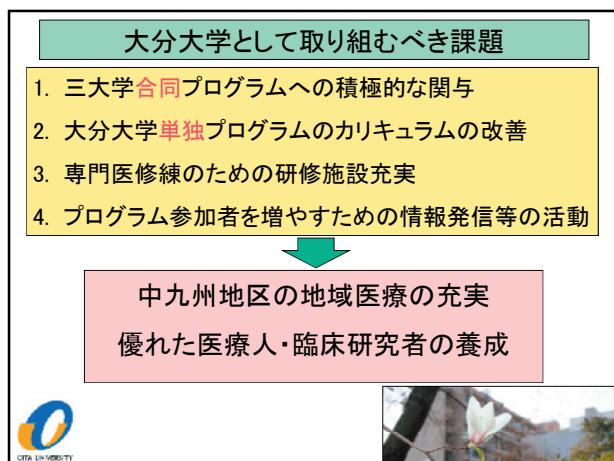 大分大学として取り組むべき課題
1. 三大学合同プログラムへの積極的な関与
2. 大分大学単独プログラムのカリキュラムの改善
3. 専門医修練のための研修施設充実
4. プログラム参加者を増やすための情報発信等の活動
中九州地区の地域医療の充実
優れた医療人・臨床研究者の養成
OITA UNIVERSITY